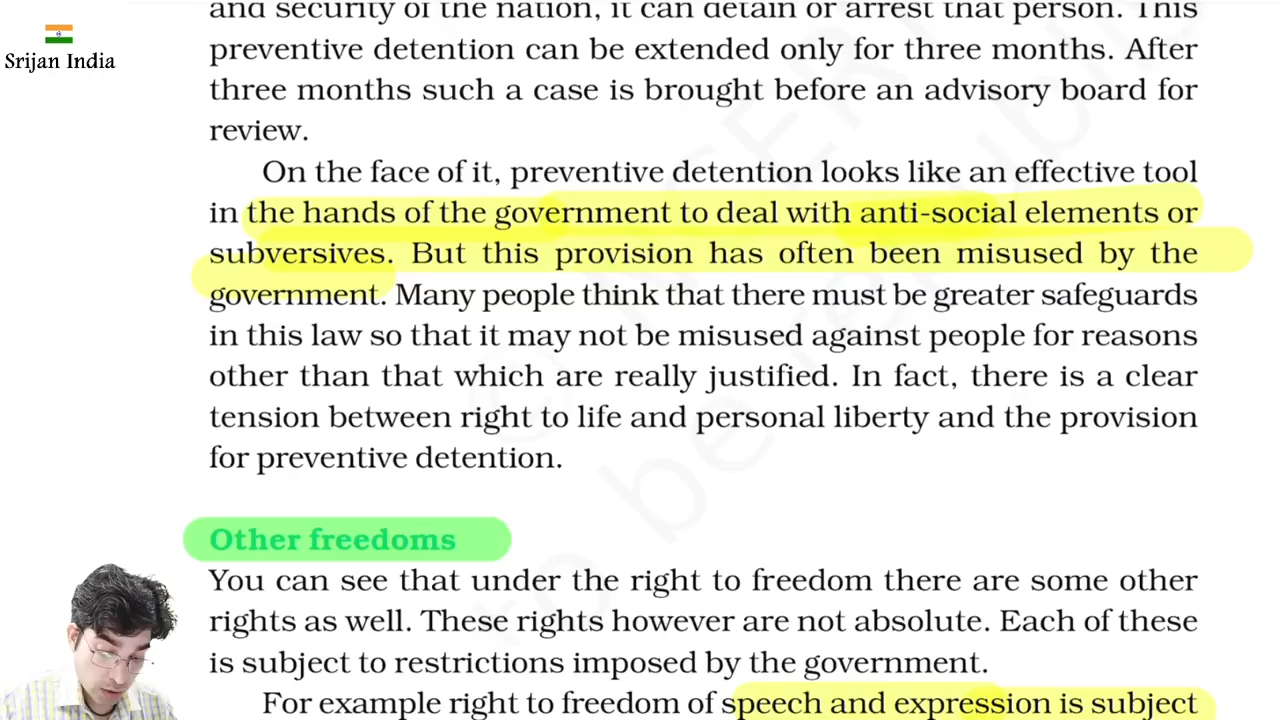 and security of the nation, it can detain or arrest that person. This
Srijan India
preventive detention can be extended only for three months. After
three months such a case is brought before an advisory board for
review.
On the face of it, preventive detention looks like an effective tool
in the hands of the government to deal with anti-social elements or
subversives. But this provision has often been misused by the
government. Many people think that there must be greater safeguards
in this law so that it may not be misused against people for reasons
other than that which are really justified. In fact, there is a clear
tension between right to life and personal liberty and the provision
for preventive detention.
Other freedoms
You can see that under the right to freedom there are some other
rights as well. These rights however are not absolute. Each of these
is subject to restrictions imposed by the government.
For example right to freedom of speech and expression is subject